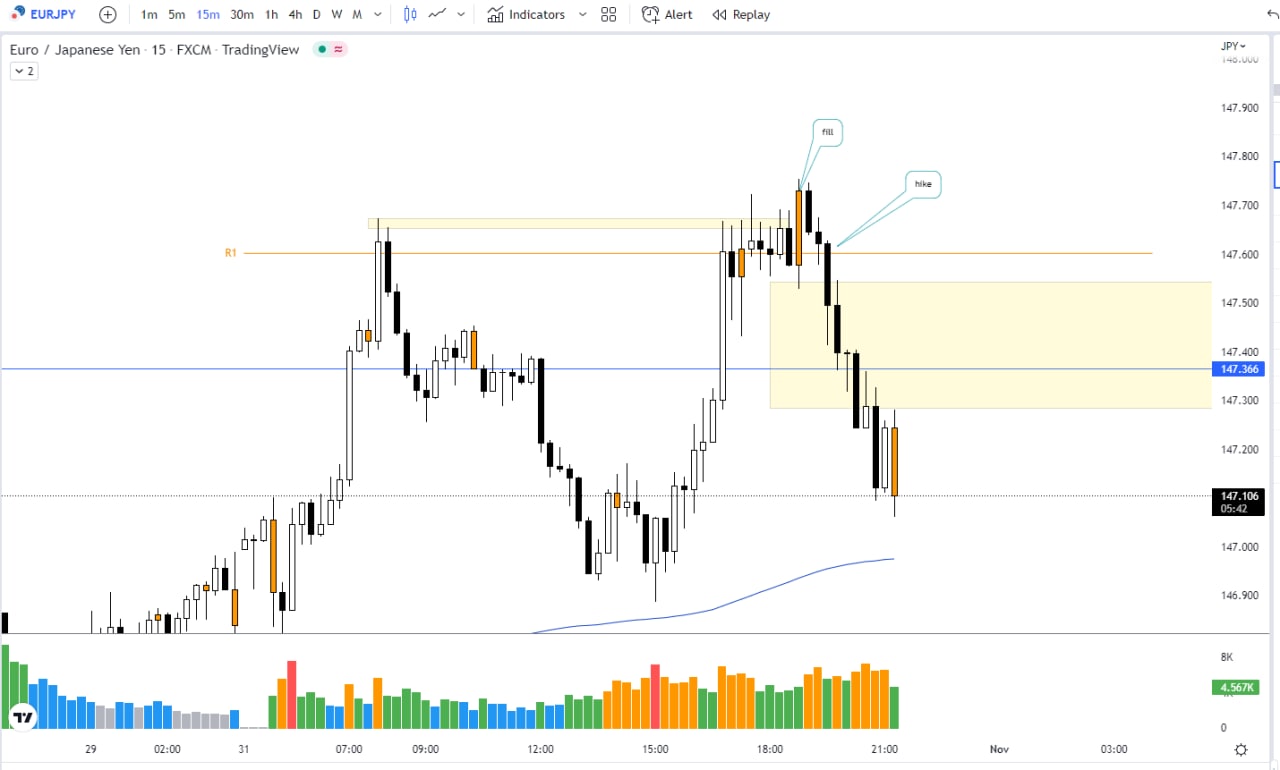 EURJPY 1m 5m 15m 30m 1h 4h D W M Indicators Alert Replay
Euro / Japanese Yen · 15 · FXCM · TradingView
JPY
2
148.000
147.900
fill
147.800
hike
147.700
R1
147.600
147.500
147.400
147.366
147.300
147.200
147.106
05:42
147.000
146.900
8K
4.567K
0
29 02:00 31 07:00 09:00 12:00 15:00 18:00 21:00 Nov 03:00